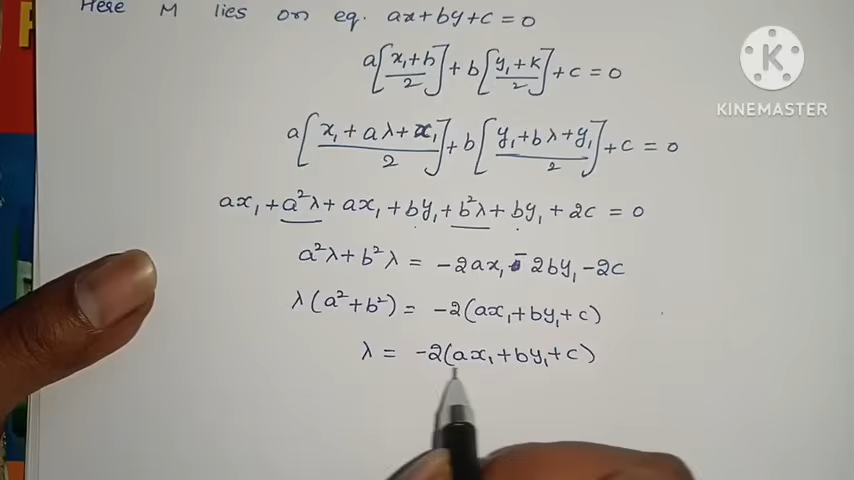 Here M lies on eq. ax+by+c=0
a[x₁+h/2]+b[y₁+k/2]+c=0
a[x₁+aλ+x₁/2]+b[y₁+bλ+y₁/2]+c=0
ax₁+a²λ+ax₁+by₁+b²λ+by₁+2c=0
a²λ+b²λ=-2ax₁-2by₁-2c
λ(a²+b²)=-2(ax₁+by₁+c)
λ=-2(ax₁+by₁+c)
K
KINEMASTER